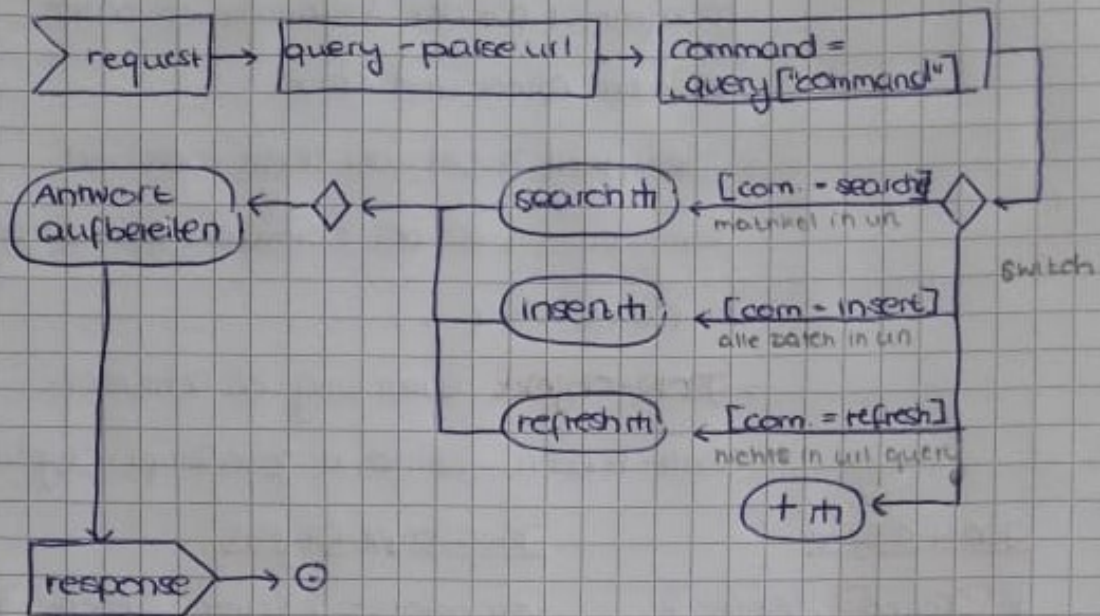 request
query - parse url
command =
query ["command"]
Antwort
aufbereiten
search
[com. - search]
matrikel in url
switch
insert
[com - insert]
alle Daten in url
refresh
[com. = refresh]
nichts in url query
+
response